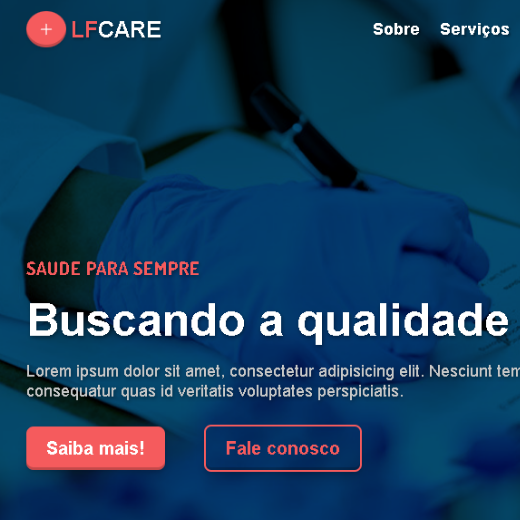 LFCARE
Sobre Serviços
SAUDE PARA SEMPRE
Buscando a qualidade
Lorem ipsum dolor sit amet, consectetur adipisicing elit. Nesciunt tem
consequatur quas id veritatis voluptates perspiciatis.
Saiba mais! Fale conosco